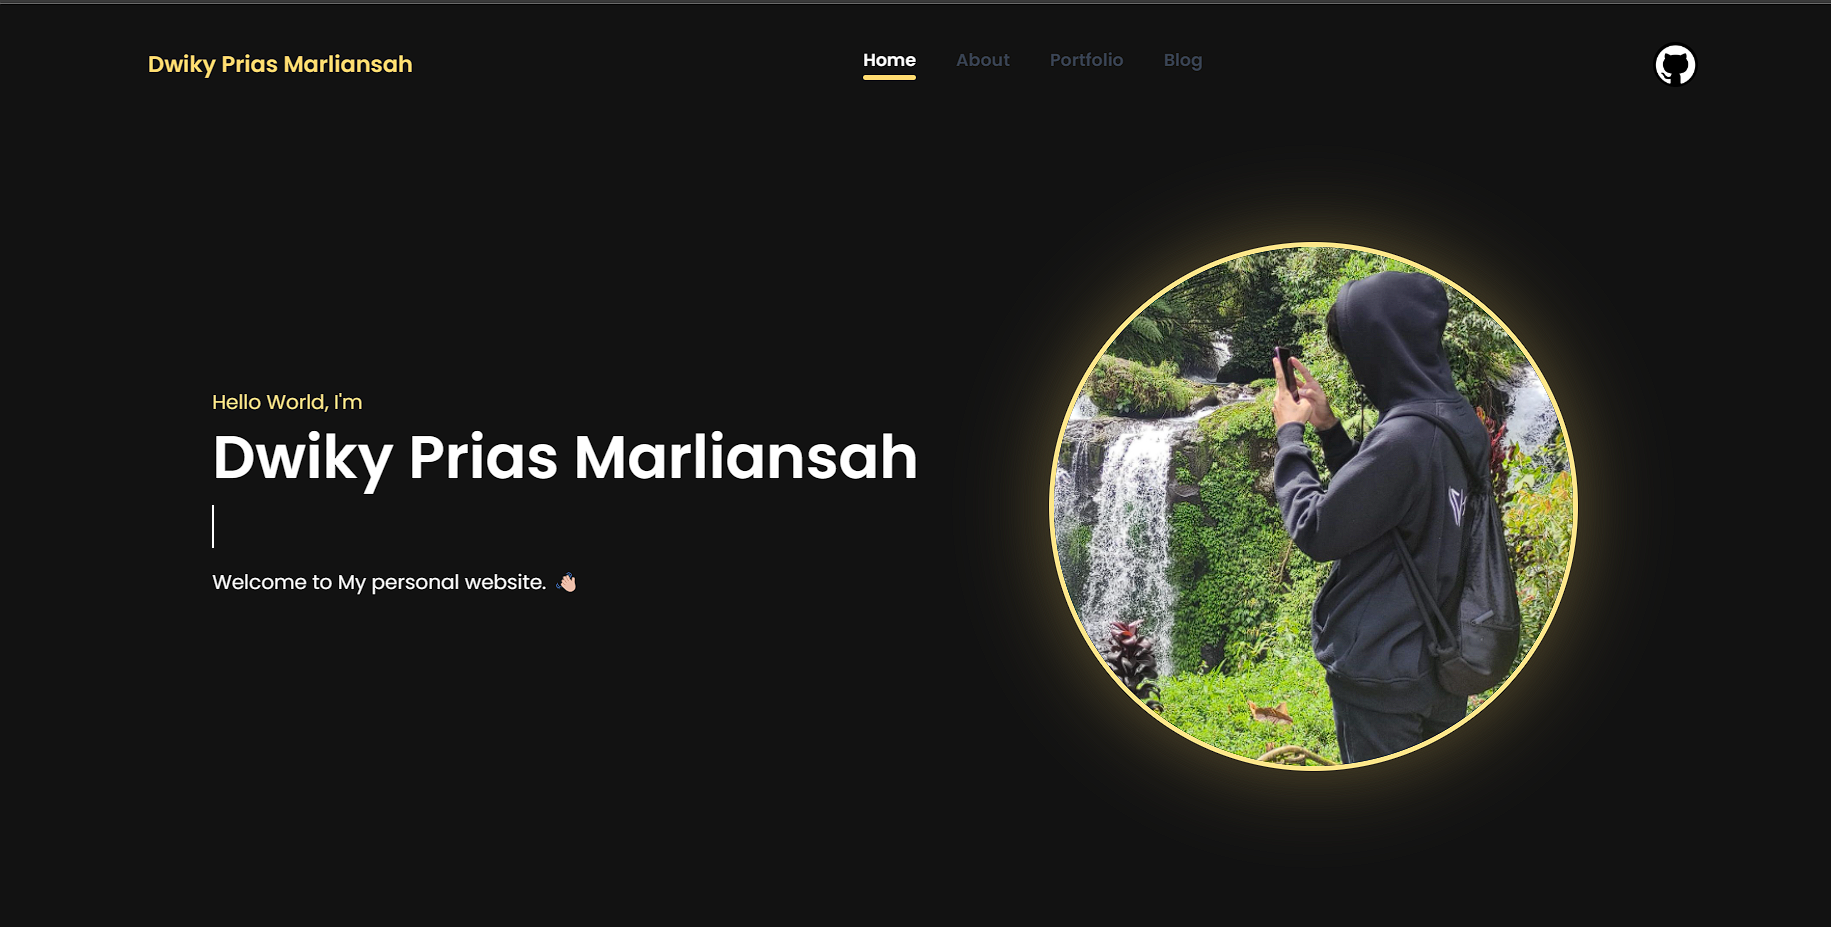 Dwiky Prias Marliansah
Home About Portfolio Blog
Hello World, I'm
Dwiky Prias Marliansah
Welcome to My personal website. 👋🏻